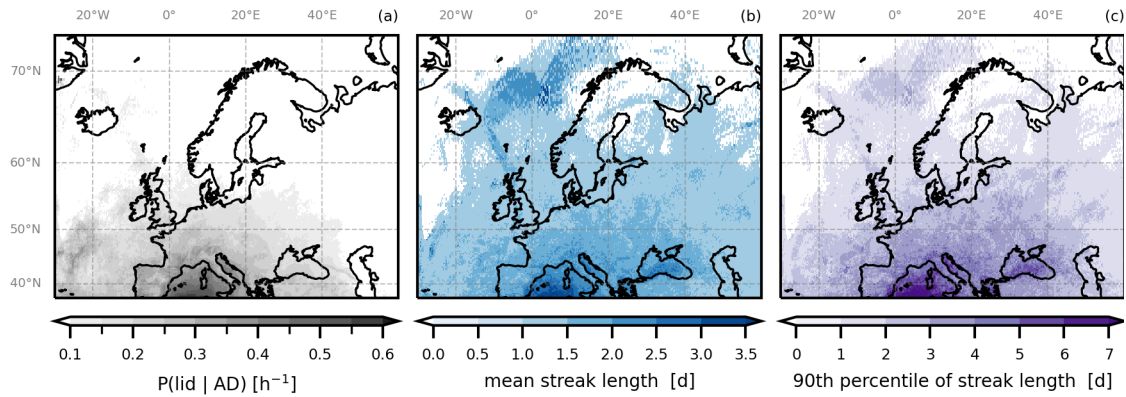 20°W 0° 20°E 40°E (a) 20°W 0° 20°E 40°E (b) 20°W 0° 20°E 40°E (c)
70°N
60°N
50°N
40°N
0.1 0.2 0.3 0.4 0.5 0.6 0.0 0.5 1.0 1.5 2.0 2.5 3.0 3.5 0 1 2 3 4 5 6 7
P(lid | AD) [h⁻¹] mean streak length [d] 90th percentile of streak length [d]